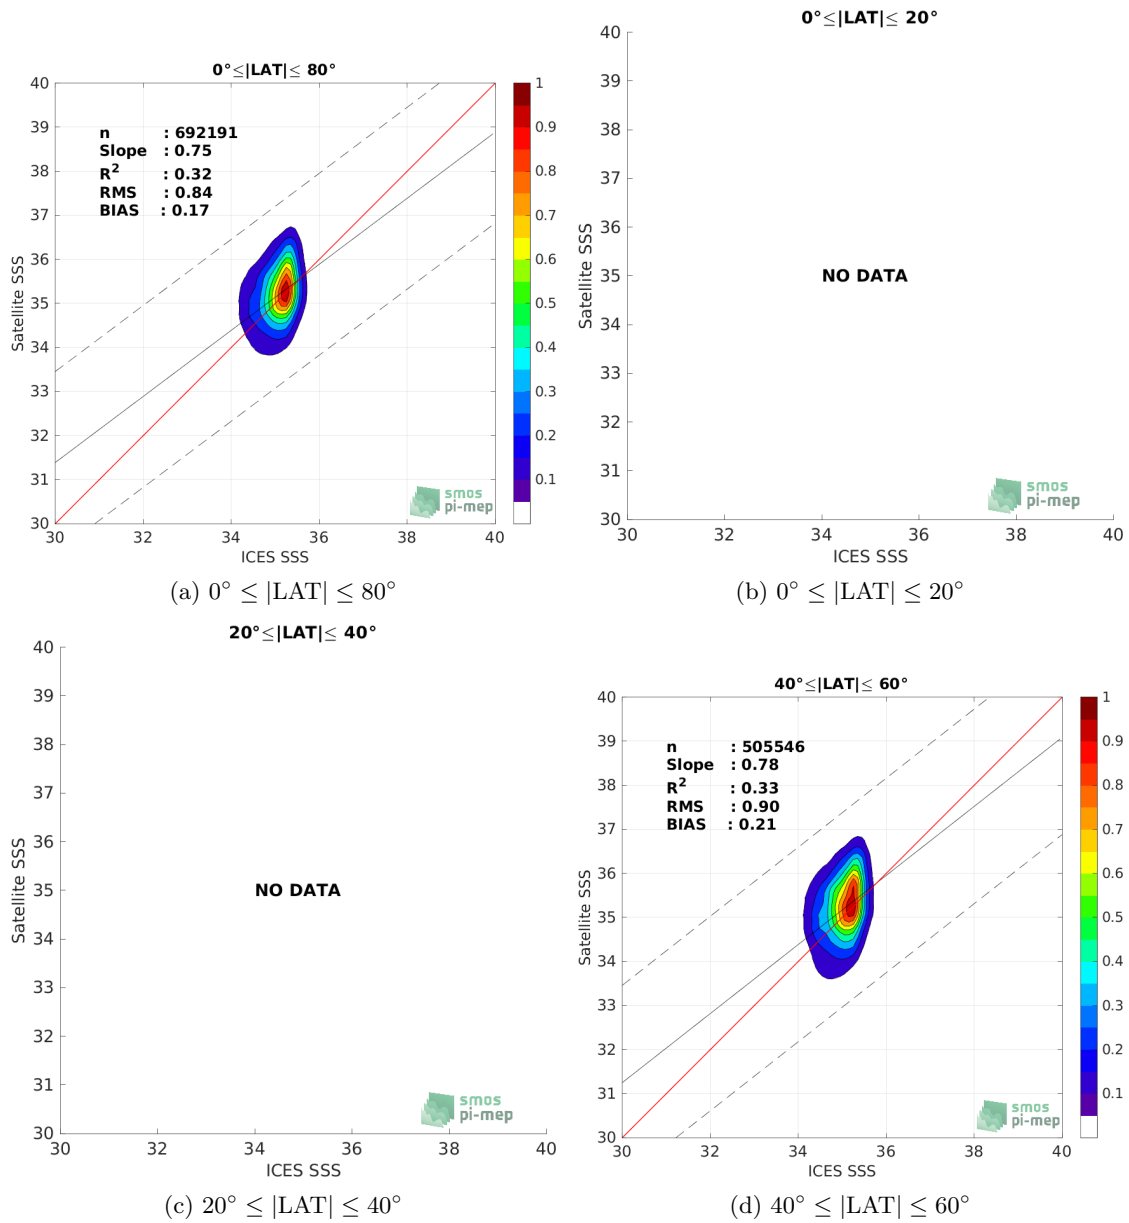 0°≤|LAT|≤ 80°
40
39
38
37
36
35
34
33
32
31
30
30
32
34
36
38
40
Satellite SSS
ICES SSS
n : 692191
Slope : 0.75
R² : 0.32
RMS : 0.84
BIAS : 0.17
1
0.9
0.8
0.7
0.6
0.5
0.4
0.3
0.2
0.1
smos
pi-mep
(a) 0° ≤ |LAT| ≤ 80°
0°≤|LAT|≤ 20°
40
39
38
37
36
35
34
33
32
31
30
30
32
34
36
38
40
Satellite SSS
ICES SSS
NO DATA
smos
pi-mep
(b) 0° ≤ |LAT| ≤ 20°
20°≤|LAT|≤ 40°
40
39
38
37
36
35
34
33
32
31
30
30
32
34
36
38
40
Satellite SSS
ICES SSS
NO DATA
smos
pi-mep
(c) 20° ≤ |LAT| ≤ 40°
40°≤|LAT|≤ 60°
40
39
38
37
36
35
34
33
32
31
30
30
32
34
36
38
40
Satellite SSS
ICES SSS
n : 505546
Slope : 0.78
R² : 0.33
RMS : 0.90
BIAS : 0.21
1
0.9
0.8
0.7
0.6
0.5
0.4
0.3
0.2
0.1
smos
pi-mep
(d) 40° ≤ |LAT| ≤ 60°